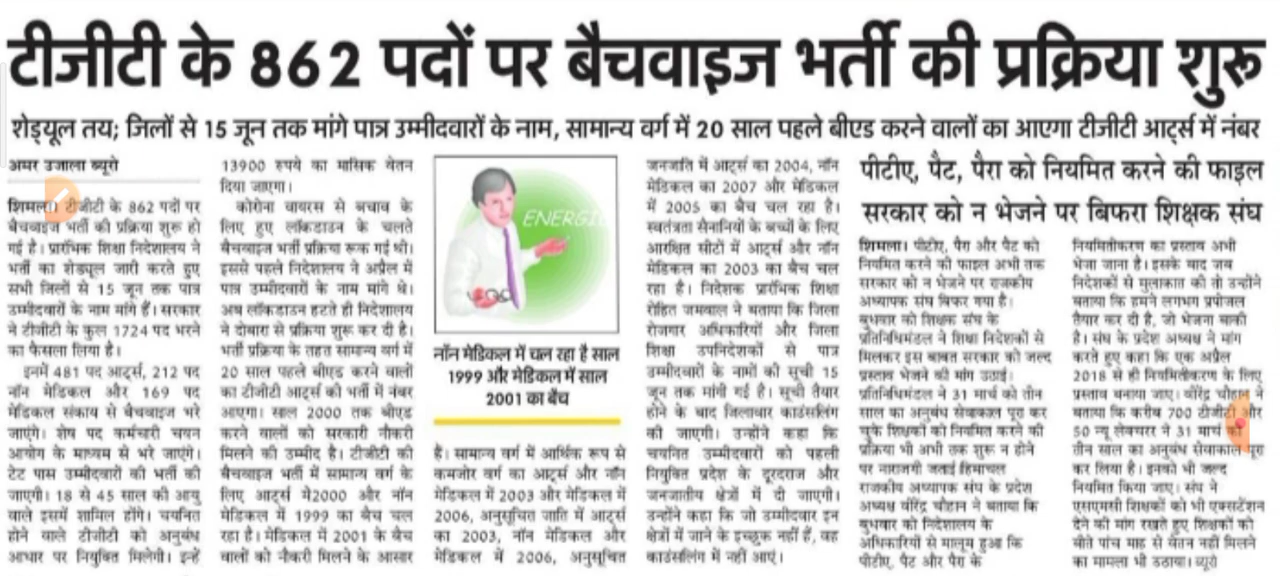 टीजीटी के 862 पदों पर बैचवाइज भर्ती की प्रक्रिया शुरू
शेड्यूल तय; जिलों से 15 जून तक मांगे पात्र उम्मीदवारों के नाम, सामान्य वर्ग में 20 साल पहले बीएड करने वालों का आएगा टीजीटी आर्ट्स में नंबर
अमर उजाला ब्यूरो
शिमला। टीजीटी के 862 पदों पर
बैचवाइज भर्ती की प्रक्रिया शुरू हो
गई है। प्रारंभिक शिक्षा निदेशालय ने
भर्ती का शेड्यूल जारी करते हुए
सभी जिलों से 15 जून तक पात्र
उम्मीदवारों के नाम मांगे हैं। सरकार
ने टीजीटी के कुल 1724 पद भरने
का फैसला लिया है।
इनमें 481 पद आर्ट्स, 212 पद
नॉन मेडिकल और 169 पद
मेडिकल संकाय से बैचवाइज भरे
जाएंगे। शेष पद कर्मचारी चयन
आयोग के माध्यम से भरे जाएंगे।
टेट पास उम्मीदवारों की भर्ती की
जाएगी। 18 से 45 साल की आयु
वाले इसमें शामिल होंगे। चयनित
होने वाले टीजीटी को अनुबंध
आधार पर नियुक्ति मिलेगी। इन्हें
13900 रुपये का मासिक वेतन
दिया जाएगा।
कोरोना वायरस से बचाव के
लिए हुए लॉकडाउन के चलते
बैचवाइज भर्ती प्रक्रिया रूक गई थी।
इससे पहले निदेशालय ने अप्रैल में
पात्र उम्मीदवारों के नाम मांगे थे।
अब लॉकडाउन हटते ही निदेशालय
ने दोबारा से प्रक्रिया शुरू कर दी है।
भर्ती प्रक्रिया के तहत सामान्य वर्ग में
20 साल पहले बीएड करने वालों
का टीजीटी आर्ट्स की भर्ती में नंबर
आएगा। साल 2000 तक बीएड
करने वालों को सरकारी नौकरी
मिलने की उम्मीद है। टीजीटी की
बैचवाइज भर्ती में सामान्य वर्ग के
लिए आर्ट्स मे2000 और नॉन
मेडिकल में 1999 का बैच चल
रहा है। मेडिकल में 2001 के बैच
वालों को नौकरी मिलने के आसार
ENERGI
नॉन मेडिकल में चल रहा है साल
1999 और मेडिकल में साल
2001 का बैच
है। सामान्य वर्ग में आर्थिक रूप से
कमजोर वर्ग का आर्ट्स और नॉन
मेडिकल में 2003 और मेडिकल में
2006, अनुसूचित जाति में आर्ट्स
का 2003, नॉन मेडिकल और
मेडिकल में 2006, अनुसूचित
जनजाति में आर्ट्स का 2004, नॉन
मेडिकल का 2007 और मेडिकल
में 2005 का बैच चल रहा है।
स्वतंत्रता सैनानियों के बच्चों के लिए
आरक्षित सीटों में आर्ट्स और नॉन
मेडिकल का 2003 का बैच चल
रहा है। निदेशक प्रारंभिक शिक्षा
रोहित जमवाल ने बताया कि जिला
रोजगार अधिकारियों और जिला
शिक्षा उपनिदेशकों से पात्र
उम्मीदवारों के नामों की सूची 15
जून तक मांगी गई है। सूची तैयार
होने के बाद जिलावार काउंसलिंग
की जाएगी। उन्होंने कहा कि
चयनित उम्मीदवारों को पहली
नियुक्ति प्रदेश के दूरदराज और
जनजातीय क्षेत्रों में दी जाएगी।
उन्होंने कहा कि जो उम्मीदवार इन
क्षेत्रों में जाने के इच्छुक नहीं हैं, वह
काउंसलिंग में नहीं आएं।
पीटीए, पैट, पैरा को नियमित करने की फाइल
सरकार को न भेजने पर बिफरा शिक्षक संघ
शिमला। पीटीए, पैरा और पैट को
नियमित करने की फाइल अभी तक
सरकार को न भेजने पर राजकीय
अध्यापक संघ बिफर गया है।
बुधवार को शिक्षक संघ के
प्रतिनिधिमंडल ने शिक्षा निदेशकों से
मिलकर इस बाबत सरकार को जल्द
प्रस्ताव भेजने की मांग उठाई।
प्रतिनिधिमंडल ने 31 मार्च को तीन
साल का अनुबंध सेवाकाल पूरा कर
चुके शिक्षकों को नियमित करने की
प्रक्रिया भी अभी तक शुरू न होने
पर नाराजगी जताई हिमाचल
राजकीय अध्यापक संघ के प्रदेश
अध्यक्ष वीरेंद्र चौहान ने बताया कि
बुधवार को निदेशालय के
अधिकारियों से मालूम हुआ कि
पीटीए, पैट और पैरा के
नियमितीकरण का प्रस्ताव अभी
भेजा जाना है। इसके बाद जब
निदेशकों से मुलाकात की तो उन्होंने
बताया कि हमने लगभग प्रपोजल
तैयार कर दी है, जो भेजना बाकी
है। संघ के प्रदेश अध्यक्ष ने मांग
करते हुए कहा कि एक अप्रैल
2018 से ही नियमितीकरण के लिए
प्रस्ताव बनाया जाए। वीरेंद्र चौहान ने
बताया कि करीब 700 टीजीटी और
50 न्यू लेक्चरर ने 31 मार्च को
तीन साल का अनुबंध सेवाकाल पूरा
कर लिया है। इनको भी जल्द
नियमित किया जाए। संघ ने
एसएमसी शिक्षकों को भी एक्सटेंशन
देने की मांग रखते हुए शिक्षकों को
बीते पांच माह से वेतन नहीं मिलने
का मामला भी उठाया। ब्यूरो